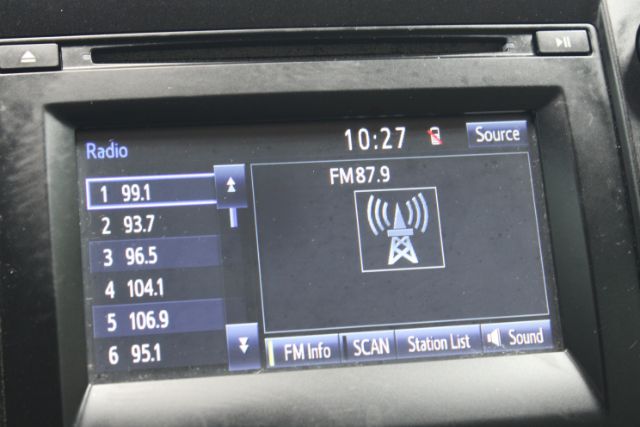 10:27
Source
Radio
FM87.9
1 99.1
2 93.7
3 96.5
4 104.1
5 106.9
6 95.1
FM Info
SCAN
Station List
Sound